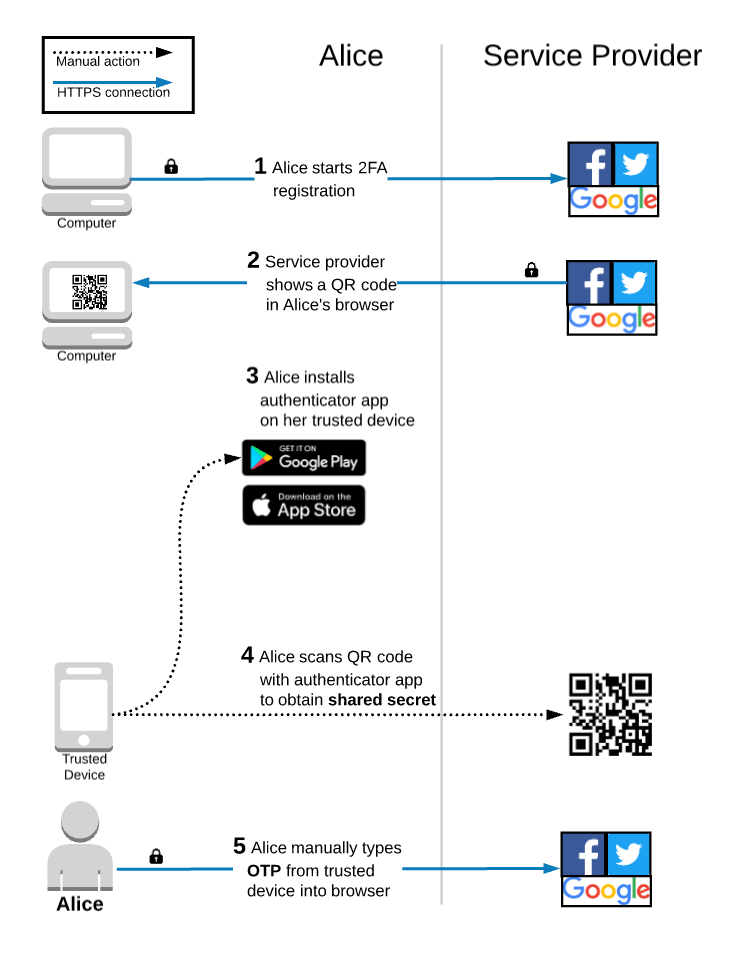 Alice
Service Provider
Manual action
HTTPS connection
1 Alice starts 2FA
registration
Computer
f
Google
2 Service provider
shows a QR code
in Alice's browser
Computer
f
Google
3 Alice installs
authenticator app
on her trusted device
GET IT ON
Google Play
Download on the
App Store
4 Alice scans QR code
with authenticator app
to obtain shared secret
Trusted
Device
5 Alice manually types
OTP from trusted
device into browser
Alice
f
Google